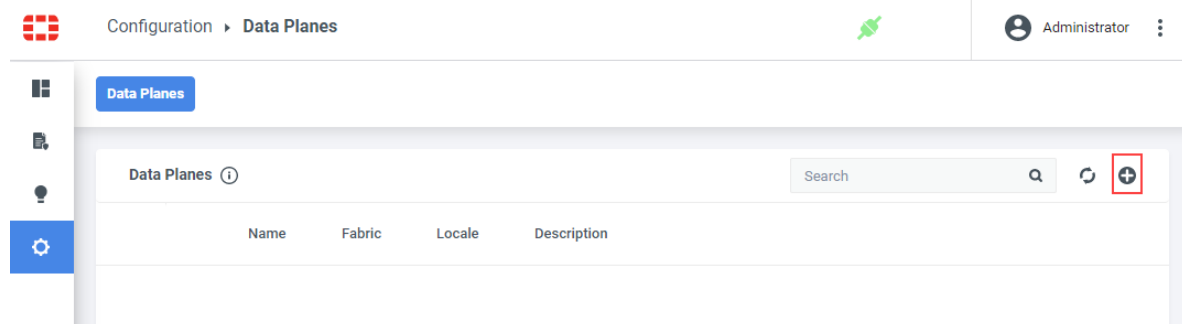 Configuration ▸ Data Planes
Administrator
Data Planes
Data Planes
Search
Name Fabric Locale Description